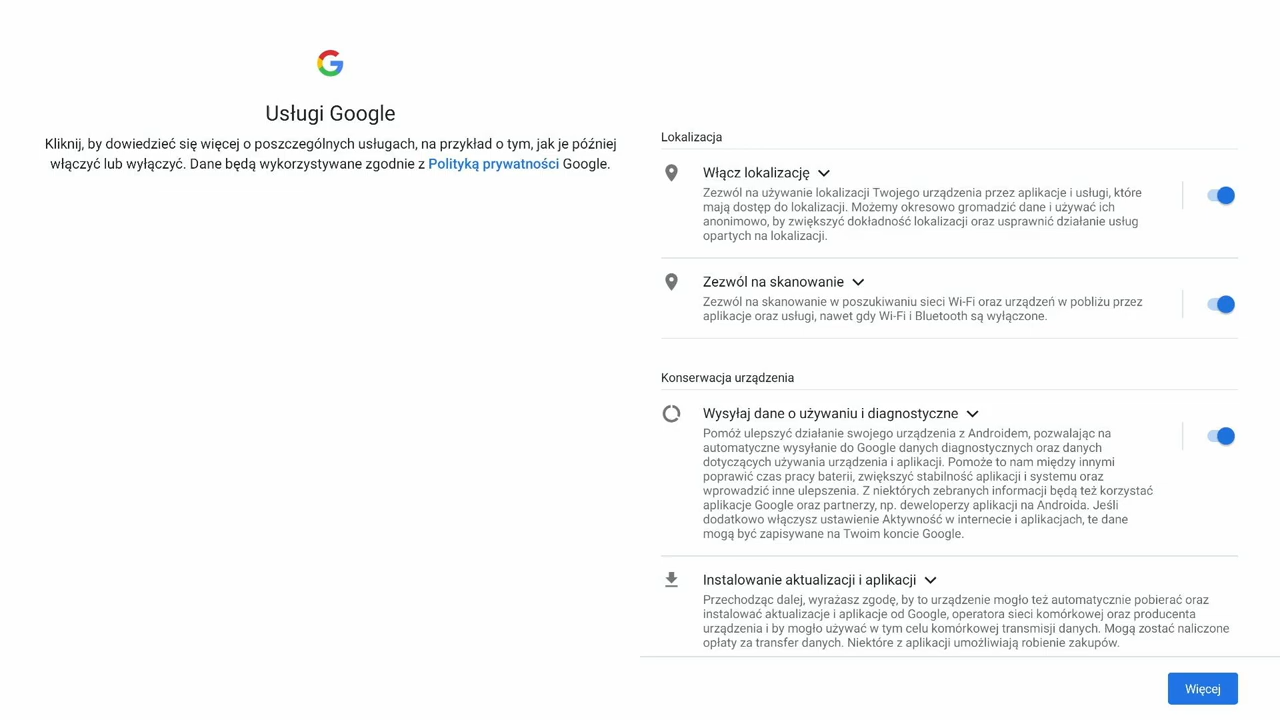 Usługi Google
Kliknij, by dowiedzieć się więcej o poszczególnych usługach, na przykład o tym, jak je później
włączyć lub wyłączyć. Dane będą wykorzystywane zgodnie z Polityką prywatności Google.
Lokalizacja
Włącz lokalizację
Zezwól na używanie lokalizacji Twojego urządzenia przez aplikacje i usługi, które
mają dostęp do lokalizacji. Możemy okresowo gromadzić dane i używać ich
anonimowo, by zwiększyć dokładność lokalizacji oraz usprawnić działanie usług
opartych na lokalizacji.
Zezwól na skanowanie
Zezwól na skanowanie w poszukiwaniu sieci Wi-Fi oraz urządzeń w pobliżu przez
aplikacje oraz usługi, nawet gdy Wi-Fi i Bluetooth są wyłączone.
Konserwacja urządzenia
Wysyłaj dane o używaniu i diagnostyczne
Pomóż ulepszyć działanie swojego urządzenia z Androidem, pozwalając na
automatyczne wysyłanie do Google danych diagnostycznych oraz danych
dotyczących używania urządzenia i aplikacji. Pomoże to nam między innymi
poprawić czas pracy baterii, zwiększyć stabilność aplikacji i systemu oraz
wprowadzić inne ulepszenia. Z niektórych zebranych informacji będą też korzystać
aplikacje Google oraz partnerzy, np. deweloperzy aplikacji na Androida. Jeśli
dodatkowo włączysz ustawienie Aktywność w internecie i aplikacjach, te dane
mogą być zapisywane na Twoim koncie Google.
Instalowanie aktualizacji i aplikacji
Przechodząc dalej, wyrażasz zgodę, by to urządzenie mogło też automatycznie pobierać oraz
instalować aktualizacje i aplikacje od Google, operatora sieci komórkowej oraz producenta
urządzenia i by mogło używać w tym celu komórkowej transmisji danych. Mogą zostać naliczone
opłaty za transfer danych. Niektóre z aplikacji umożliwiają robienie zakupów.
Więcej